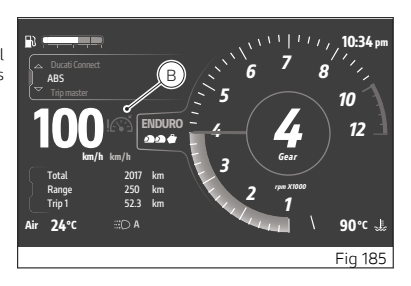 l
s
10:34 pm
Ducati Connect
ABS
Trip master
B
100
km/h km/h
ENDURO
Total 2017 km
Range 250 km
Trip 1 52.3 km
Air 24°C
A
1
2
3
4
5
6
7
8
10
12
4
Gear
rpm X1000
90°C
Fig 185